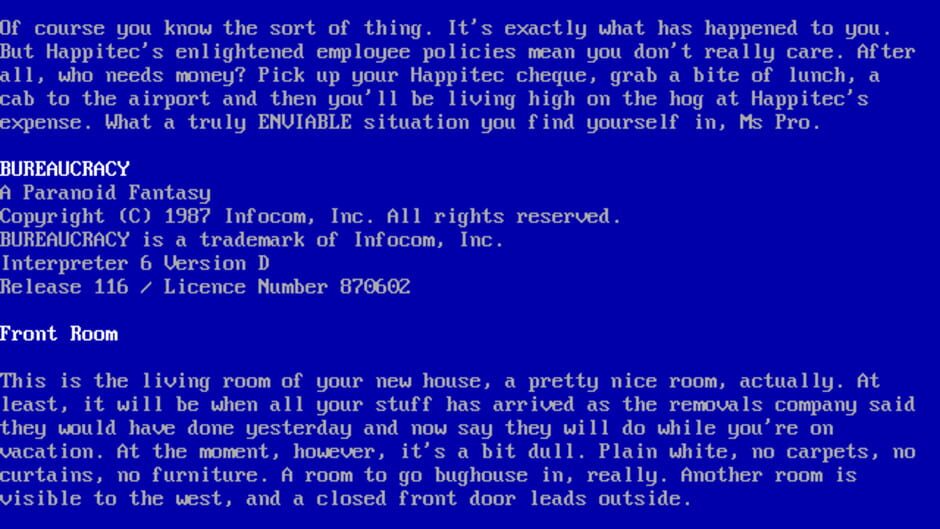 Of course you know the sort of thing. It's exactly what has happened to you.
But Happitec's enlightened employee policies mean you don't really care. After
all, who needs money? Pick up your Happitec cheque, grab a bite of lunch, a
cab to the airport and then you'll be living high on the hog at Happitec's
expense. What a truly ENVIABLE situation you find yourself in, Ms Pro.
BUREAUCRACY
A Paranoid Fantasy
Copyright (C) 1987 Infocom, Inc. All rights reserved.
BUREAUCRACY is a trademark of Infocom, Inc.
Interpreter 6 Version D
Release 116 / Licence Number 870602
Front Room
This is the living room of your new house, a pretty nice room, actually. At
least, it will be when all your stuff has arrived as the removals company said
they would have done yesterday and now say they will do while you're on
vacation. At the moment, however, it's a bit dull. Plain white, no carpets, no
curtains, no furniture. A room to go bughouse in, really. Another room is
visible to the west, and a closed front door leads outside.